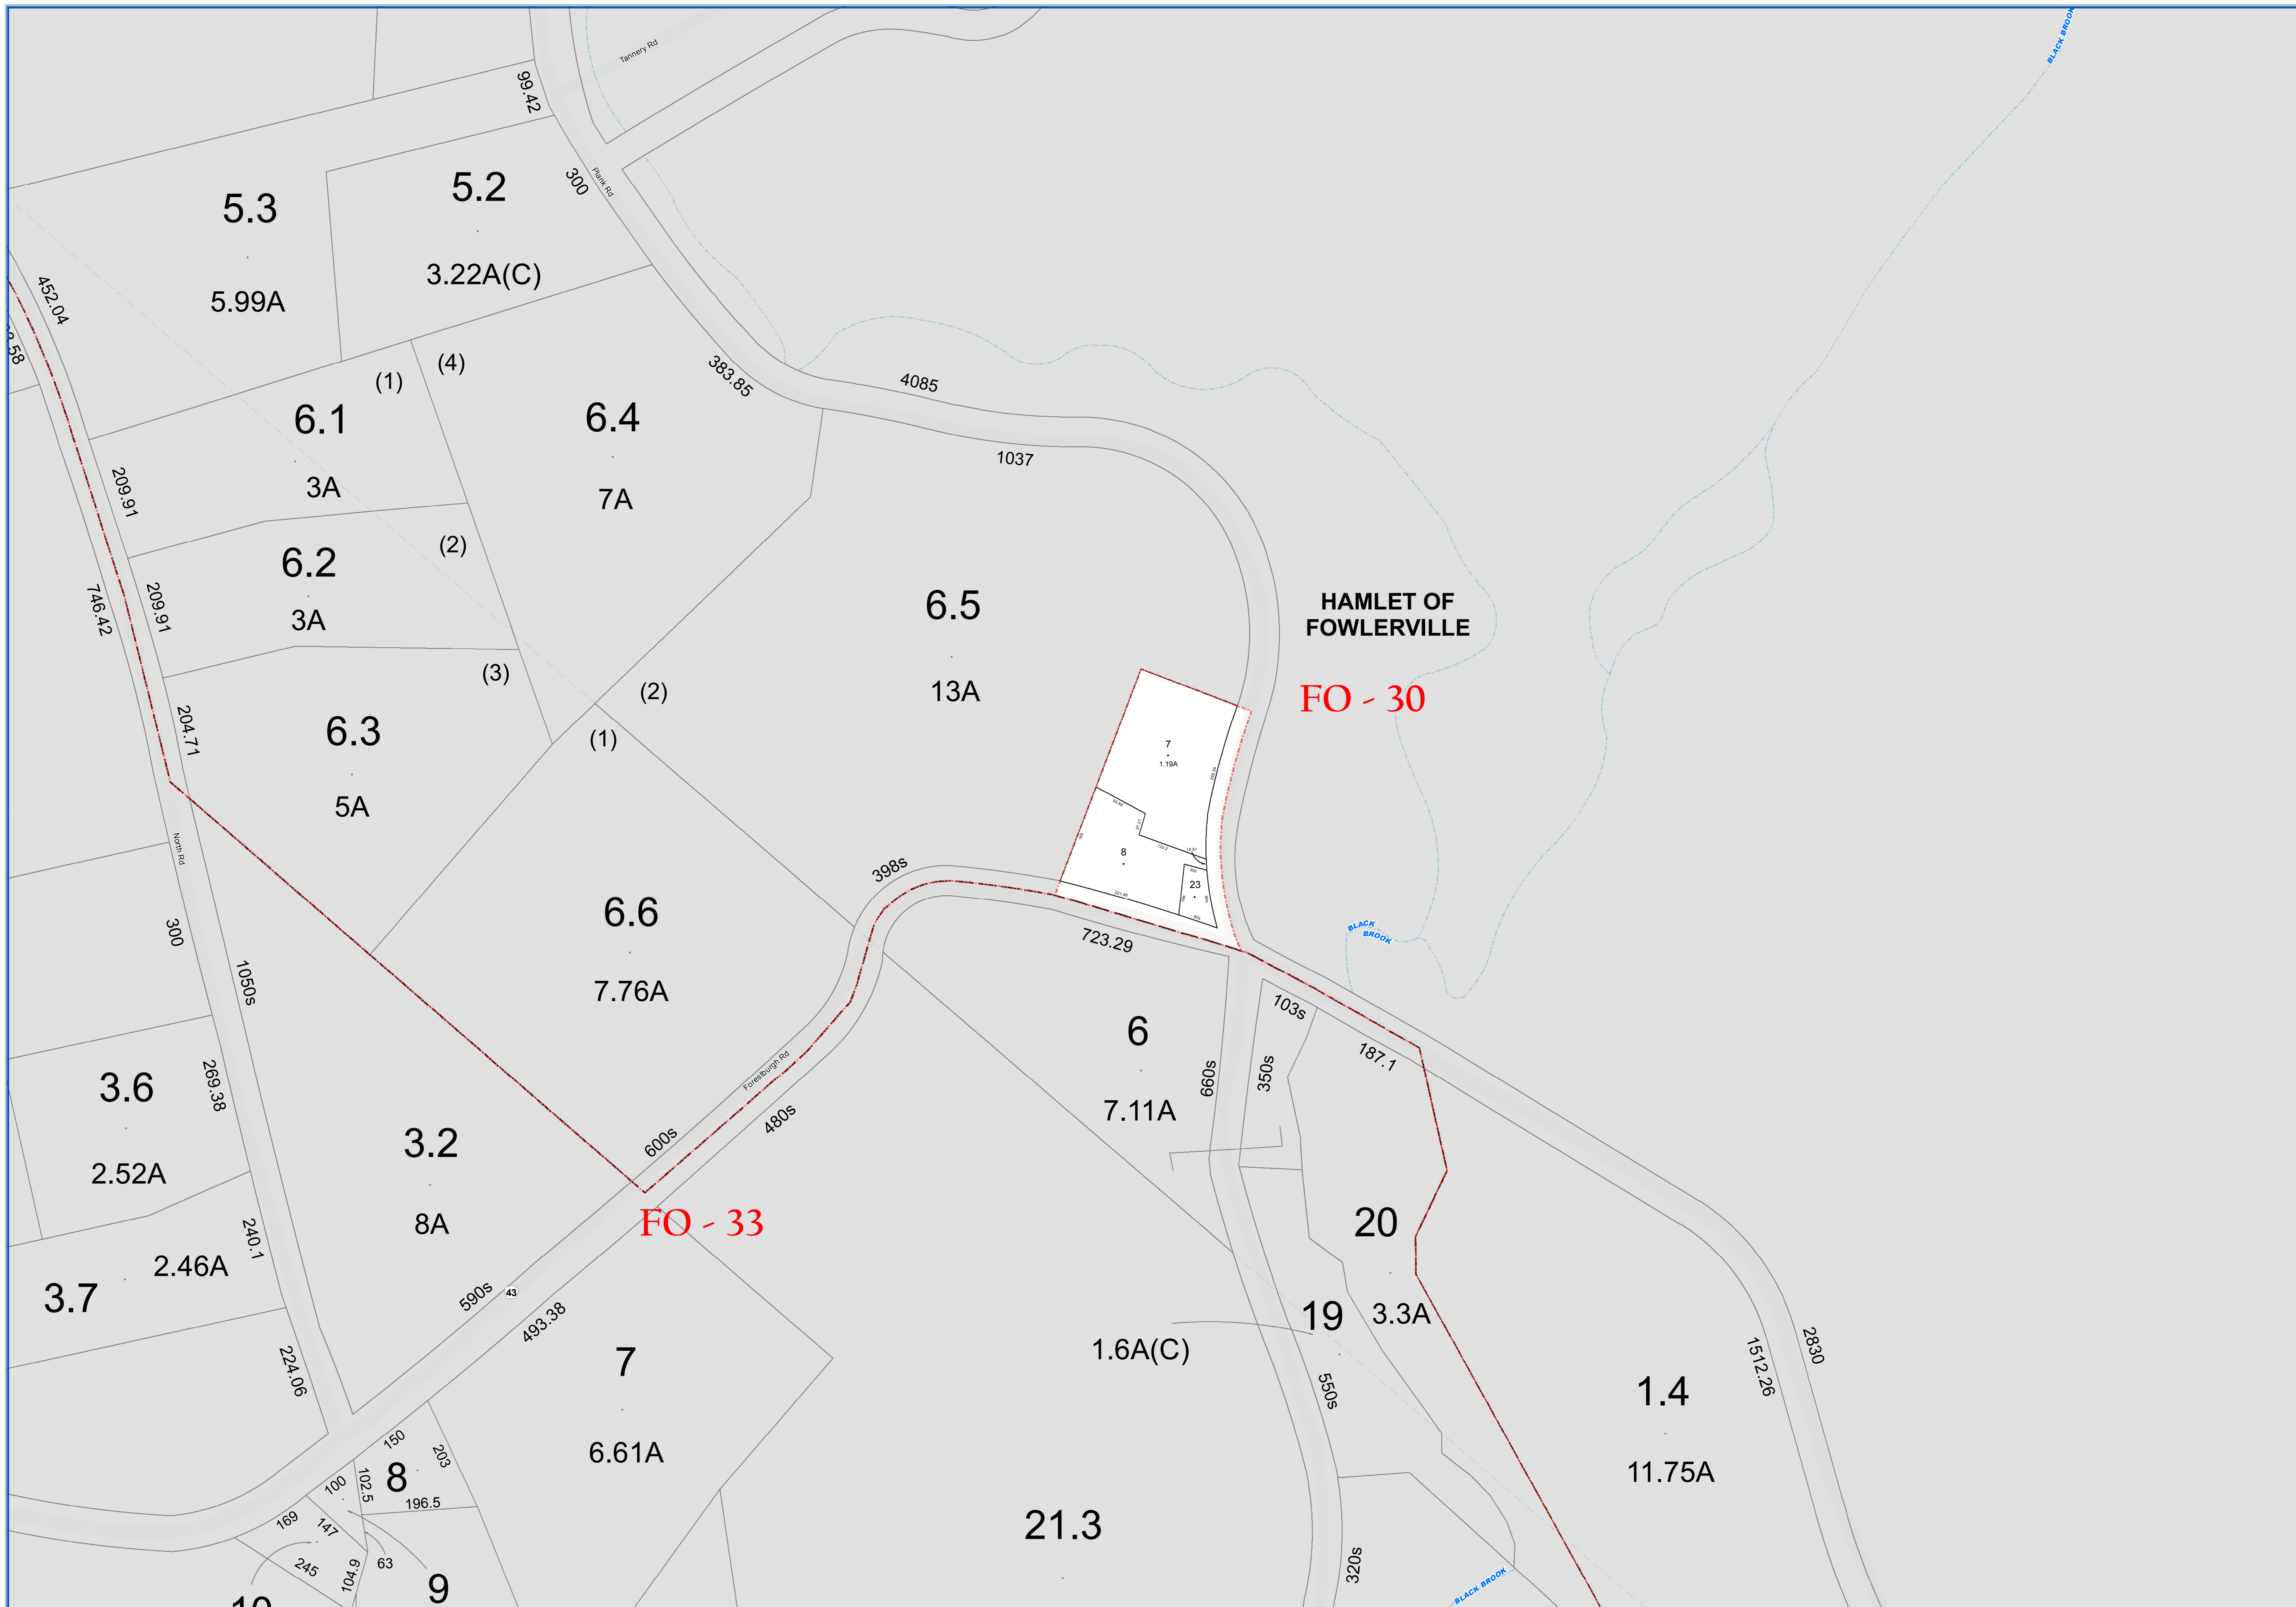 BLACK BROOK
Tannery Rd
99.42
Plank Rd
300
5.3
5.99A
5.2
3.22A(C)
452.04
383.85
4085
1037
(1)
(4)
6.1
3A
6.4
7A
209.91
6.2
(2)
3A
209.91
746.42
6.5
13A
HAMLET OF
FOWLERVILLE
FO - 30
(3)
(2)
(1)
6.3
5A
204.71
7
1.19A
8
23
North Rd
300
1050s
6.6
7.76A
398s
723.29
BLACK
BROOK
103s
187.1
6
7.11A
660s
350s
Forestburgh Rd
480s
600s
3.6
2.52A
269.38
3.2
8A
FO - 33
20
3.3A
240.1
2.46A
3.7
590s
43
493.38
224.06
19
1.6A(C)
550s
7
6.61A
1.4
11.75A
1512.26
2830
150
203
8
100
102.5
196.5
169
147
63
245
104.9
9
10
21.3
320s
BLACK BROOK